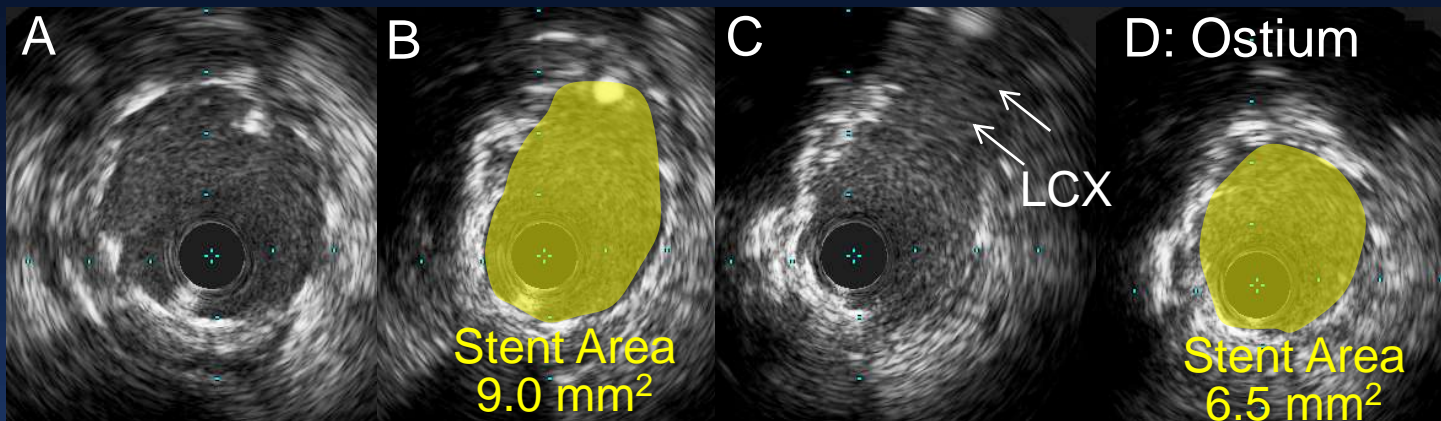 A
B
C
D: Ostium
LCX
Stent Area
9.0 mm²
Stent Area
6.5 mm²